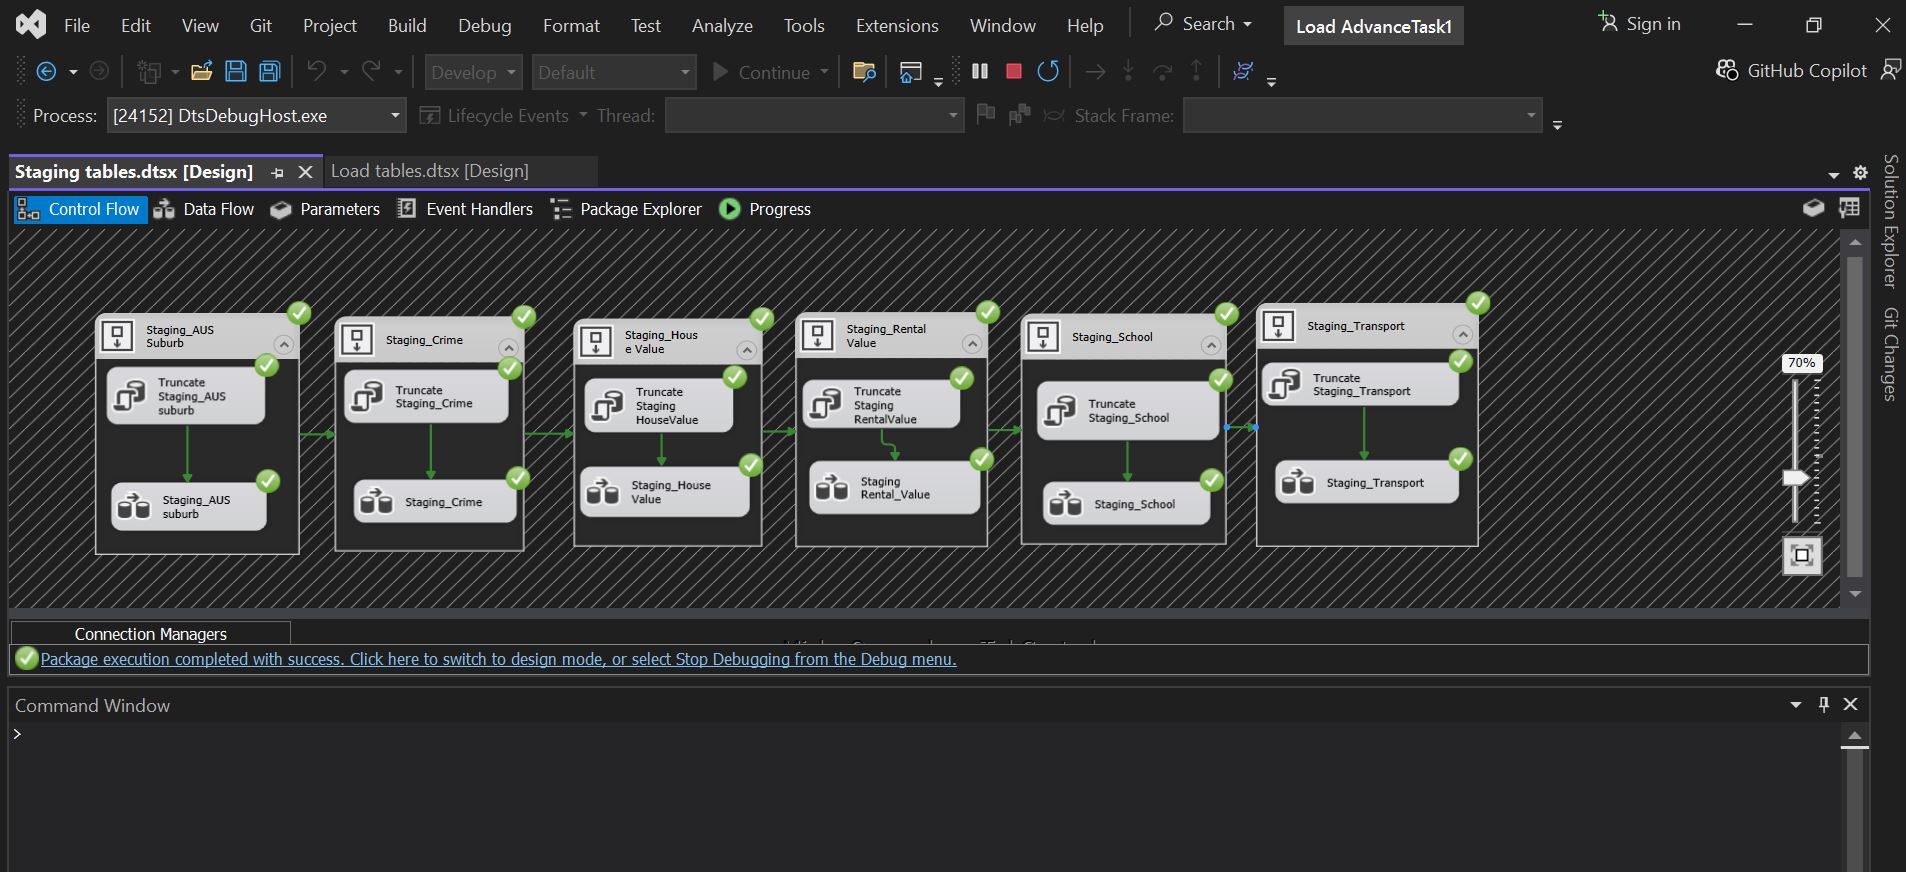 File Edit View Git Project Build Debug Format Test Analyze Tools Extensions Window Help Search Load AdvanceTask1 Sign in
Develop Default Continue GitHub Copilot
Process: [24152] DtsDebugHost.exe Lifecycle Events Thread: Stack Frame:
Staging tables.dtsx [Design] Load tables.dtsx [Design]
Control Flow Data Flow Parameters Event Handlers Package Explorer Progress
Solution Explorer
Git Changes
Staging_AUS
Suburb
Truncate
Staging_AUS
suburb
Staging_AUS
suburb
Staging_Crime
Truncate
Staging_Crime
Staging_Crime
Staging_Hous
e Value
Truncate
Staging
HouseValue
Staging_House
Value
Staging_Rental
Value
Truncate
Staging
RentalValue
Staging
Rental_Value
Staging_School
Truncate
Staging_School
Staging_School
Staging_Transport
Truncate
Staging_Transport
Staging_Transport
70%
Connection Managers
Package execution completed with success. Click here to switch to design mode, or select Stop Debugging from the Debug menu.
Command Window
>